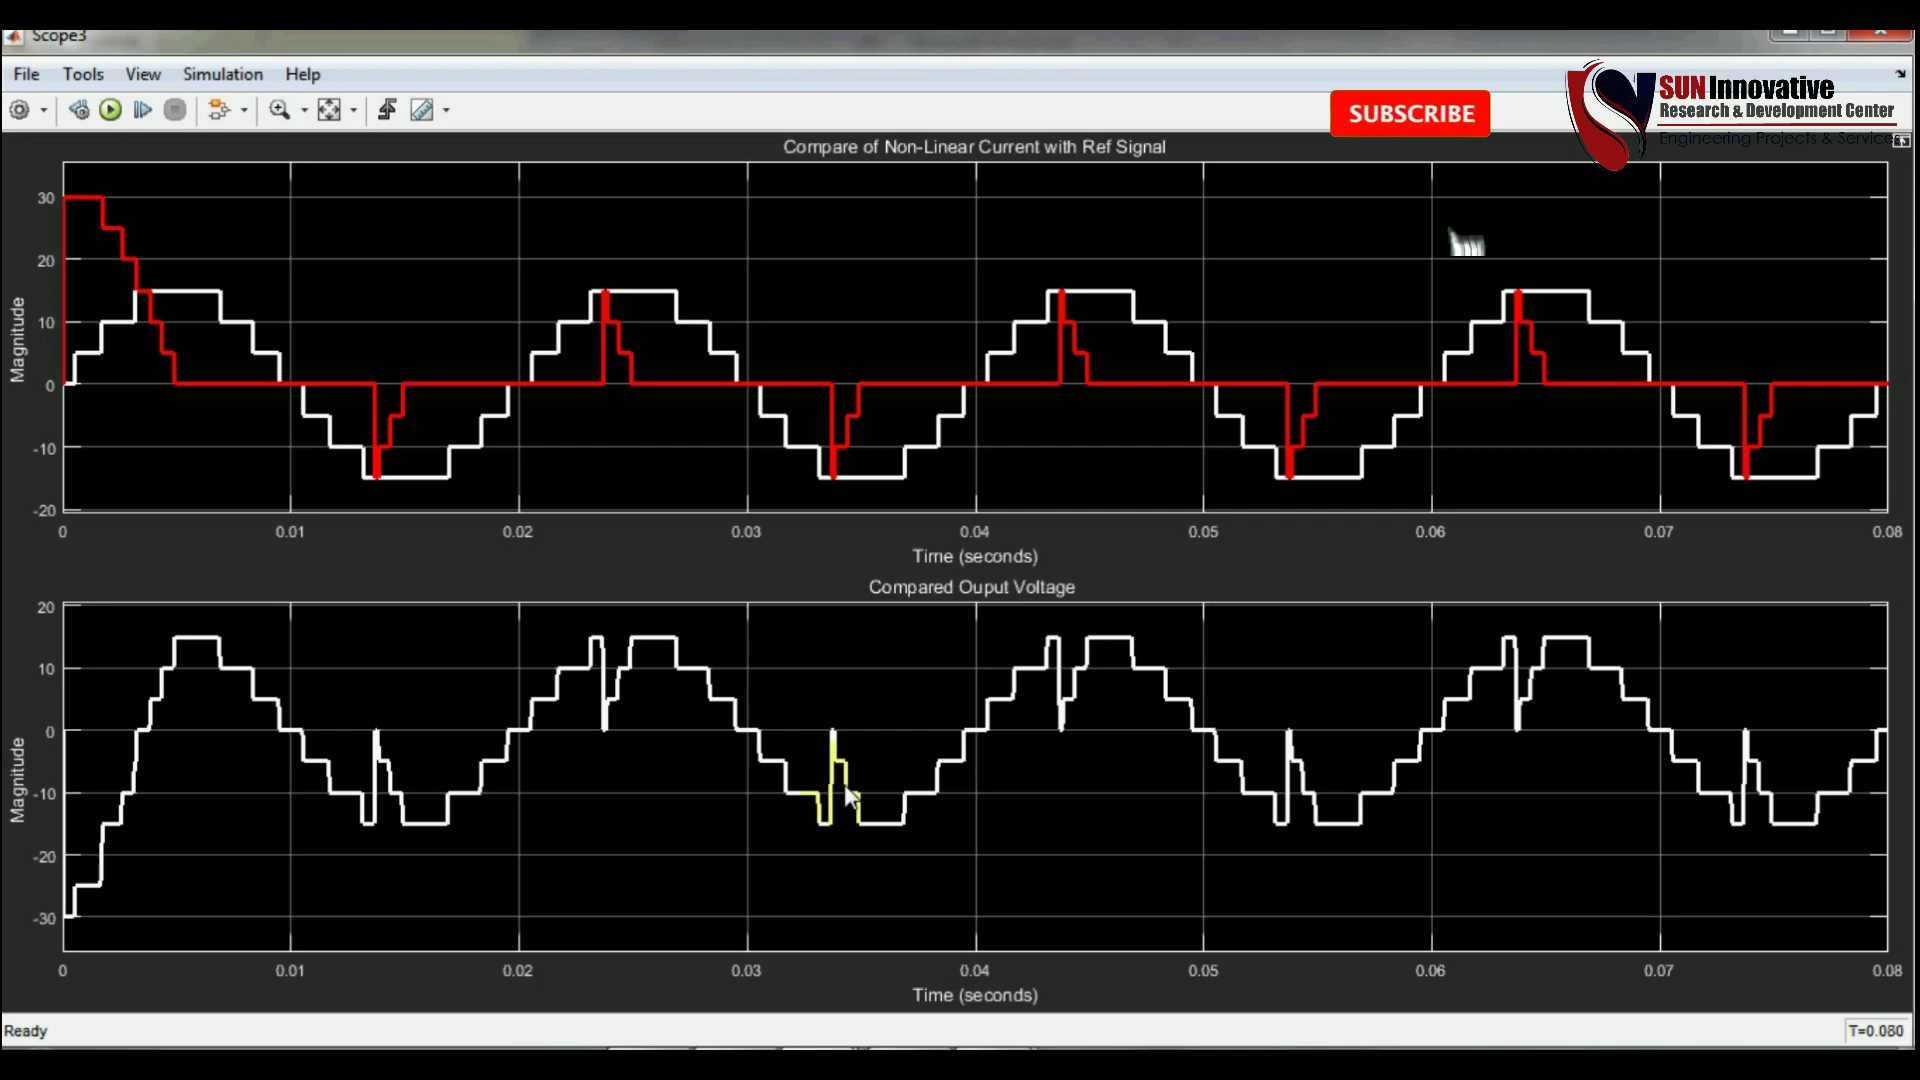 Scope3
File Tools View Simulation Help
SUBSCRIBE
SUN Innovative
Research & Development Center
Engineering Projects & Services
Compare of Non-Linear Current with Ref Signal
Magnitude
30
20
10
0
-10
-20
0 0.01 0.02 0.03 0.04 0.05 0.06 0.07 0.08
Time (seconds)
Compared Ouput Voltage
Magnitude
20
10
0
-10
-20
-30
0 0.01 0.02 0.03 0.04 0.05 0.06 0.07 0.08
Time (seconds)
Ready
T=0.080